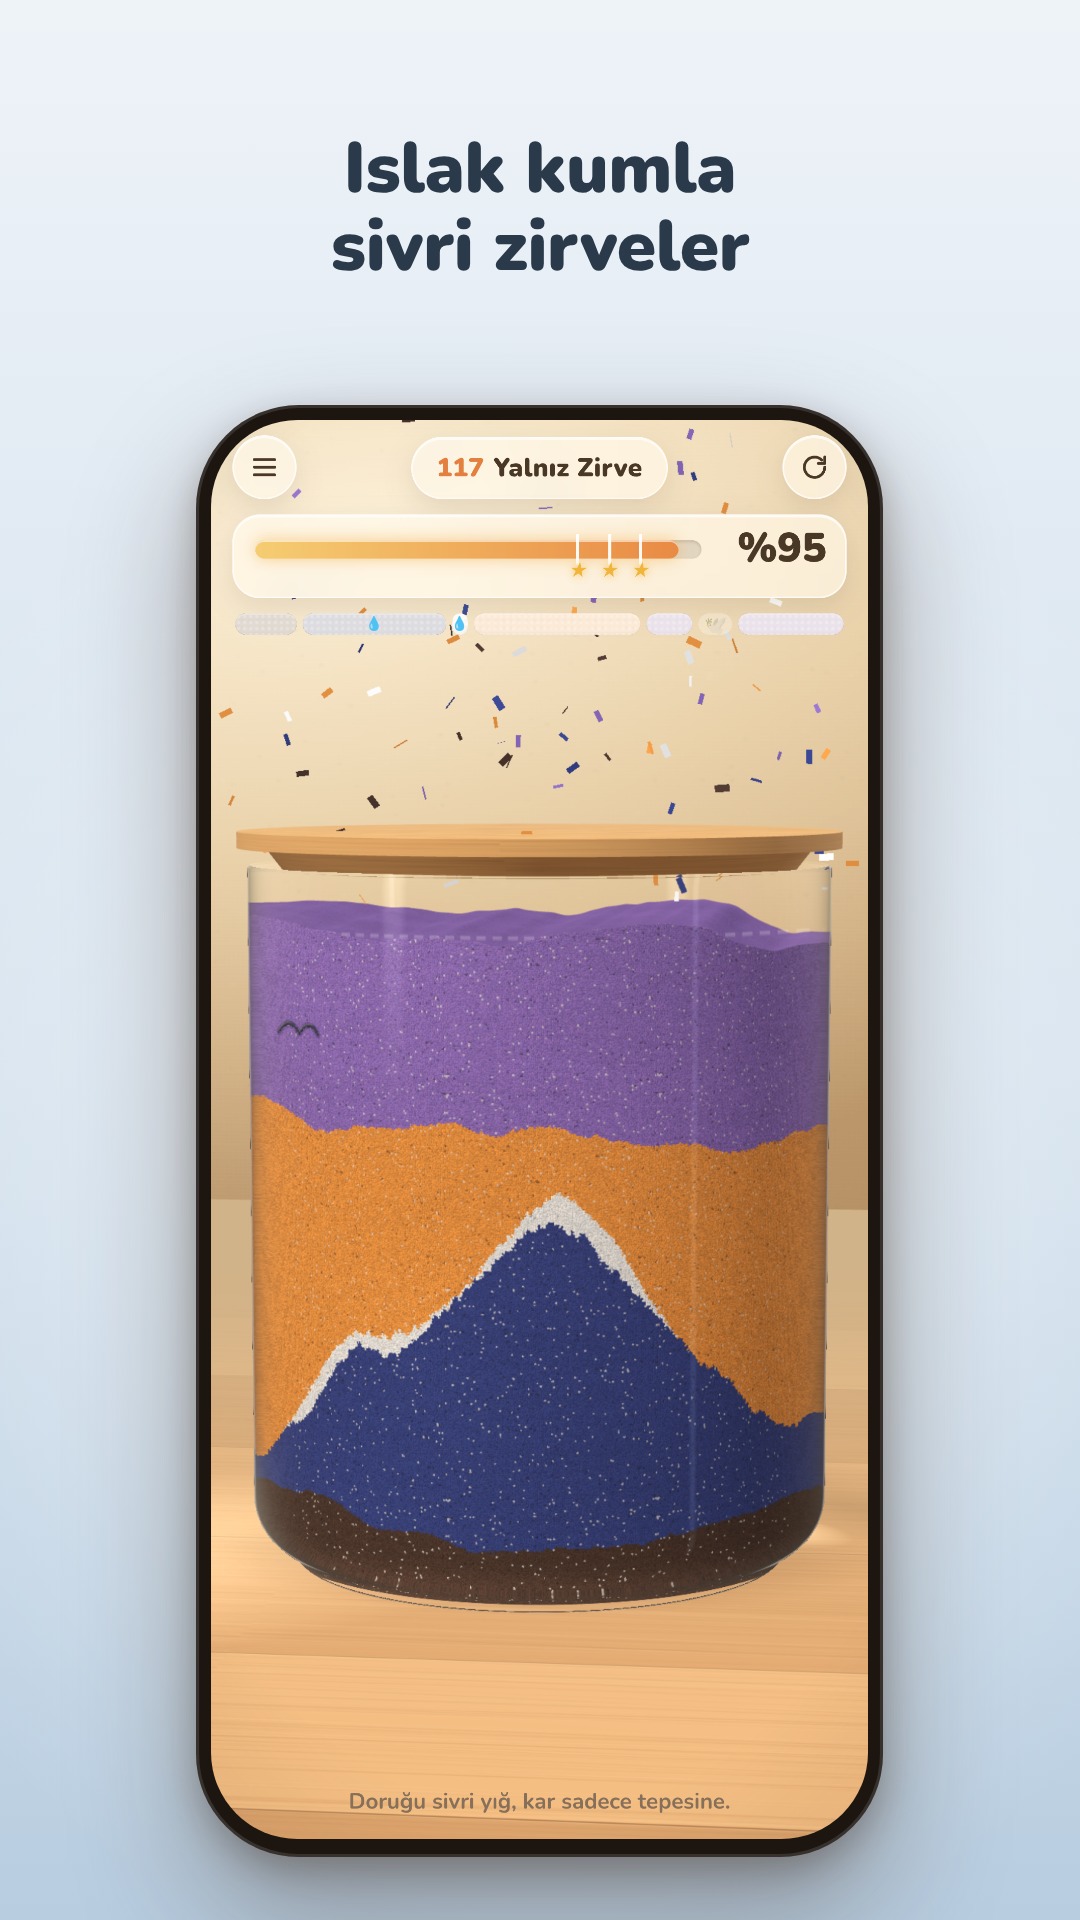 Islak kumla
sivri zirveler
117 Yalnız Zirve
%95
Doruğu sivri yığ, kar sadece tepesine.